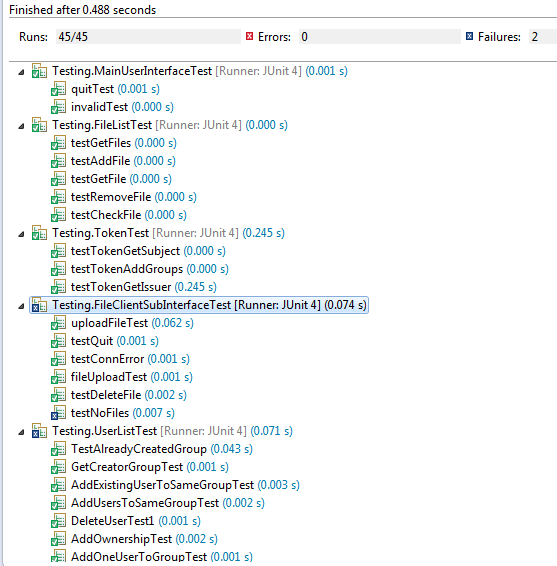 Finished after 0.488 seconds
Runs: 45/45 Errors: 0 Failures: 2
Testing.MainUserInterfaceTest [Runner: JUnit 4] (0.001 s)
quitTest (0.001 s)
invalidTest (0.000 s)
Testing.FileListTest [Runner: JUnit 4] (0.000 s)
testGetFiles (0.000 s)
testAddFile (0.000 s)
testGetFile (0.000 s)
testRemoveFile (0.000 s)
testCheckFile (0.000 s)
Testing.TokenTest [Runner: JUnit 4] (0.245 s)
testTokenGetSubject (0.000 s)
testTokenAddGroups (0.000 s)
testTokenGetIssuer (0.245 s)
Testing.FileClientSubInterfaceTest [Runner: JUnit 4] (0.074 s)
uploadFileTest (0.062 s)
testQuit (0.001 s)
testConnError (0.001 s)
fileUploadTest (0.001 s)
testDeleteFile (0.002 s)
testNoFiles (0.007 s)
Testing.UserListTest [Runner: JUnit 4] (0.071 s)
TestAlreadyCreatedGroup (0.043 s)
GetCreatorGroupTest (0.001 s)
AddExistingUserToSameGroupTest (0.003 s)
AddUsersToSameGroupTest (0.002 s)
DeleteUserTest1 (0.001 s)
AddOwnershipTest (0.002 s)
AddOneUserToGroupTest (0.001 s)